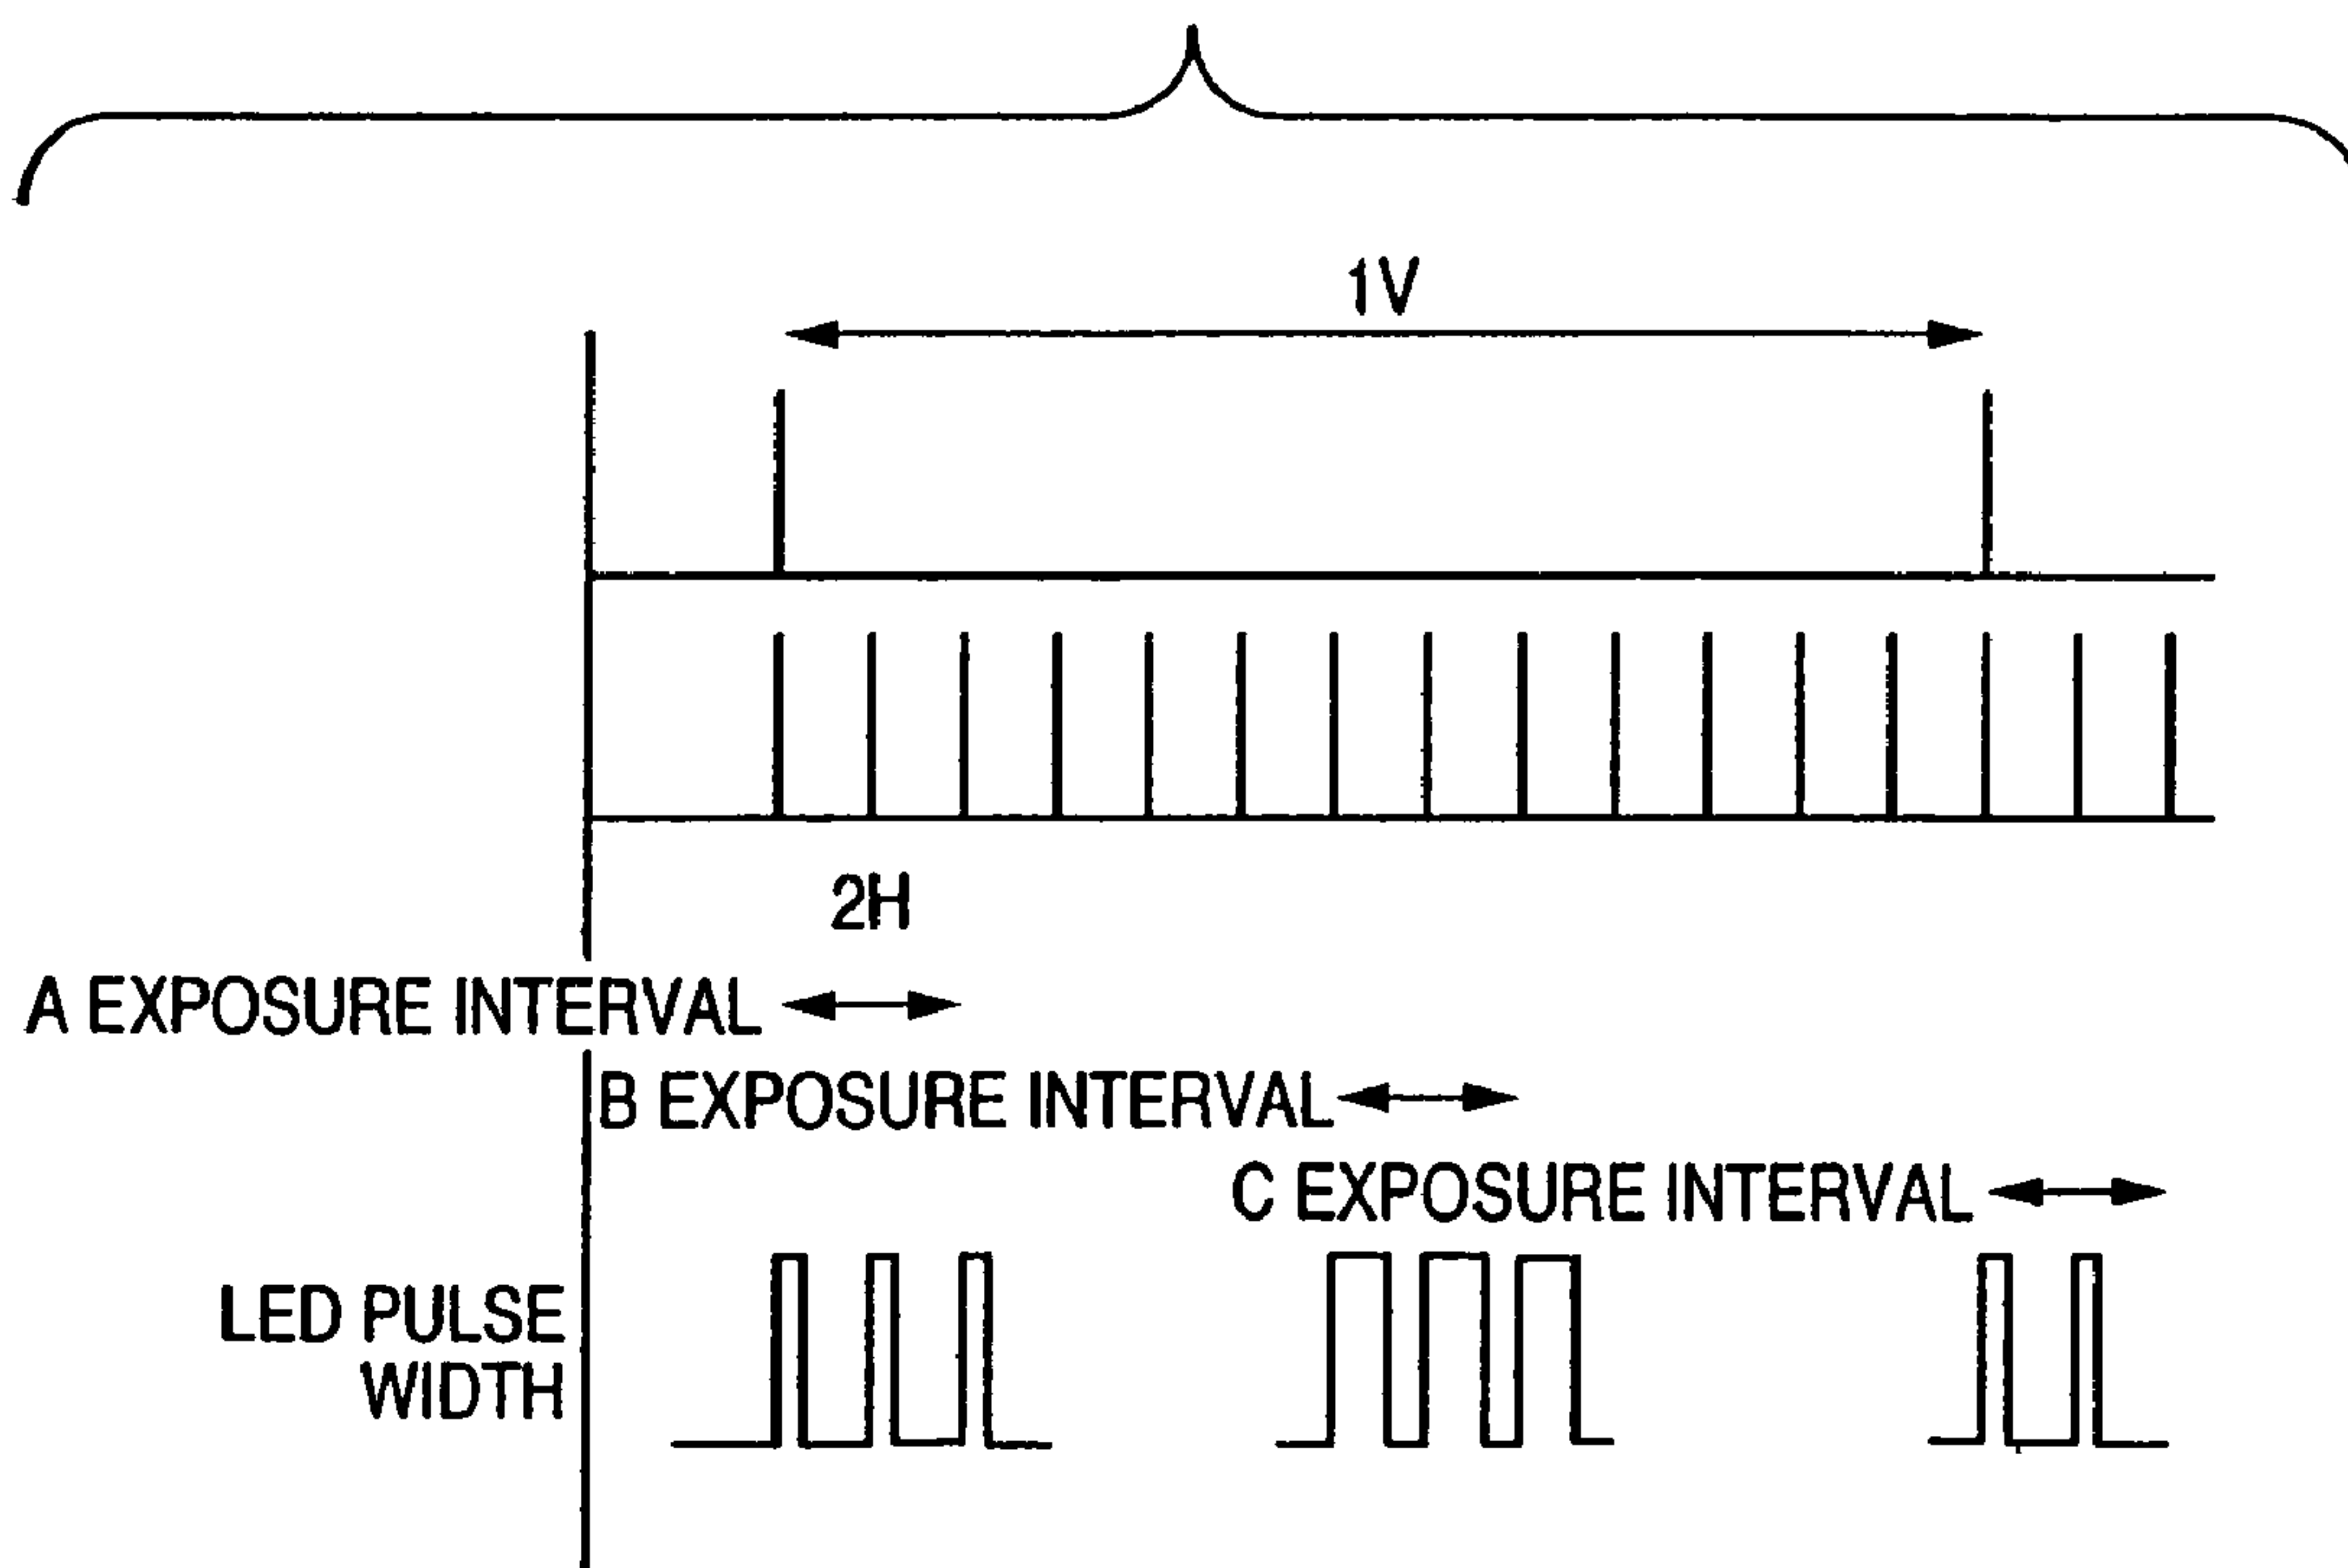 1V
2H
A EXPOSURE INTERVAL
B EXPOSURE INTERVAL
C EXPOSURE INTERVAL
LED PULSE
WIDTH